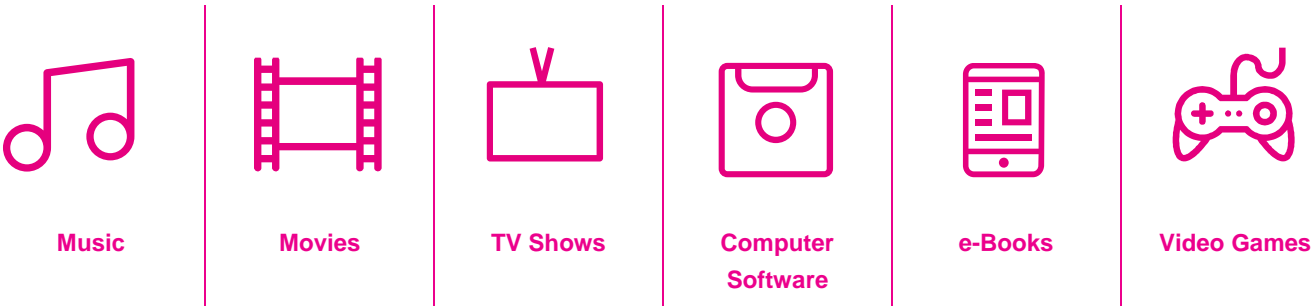 Music
Movies
TV Shows
Computer
Software
e-Books
Video Games